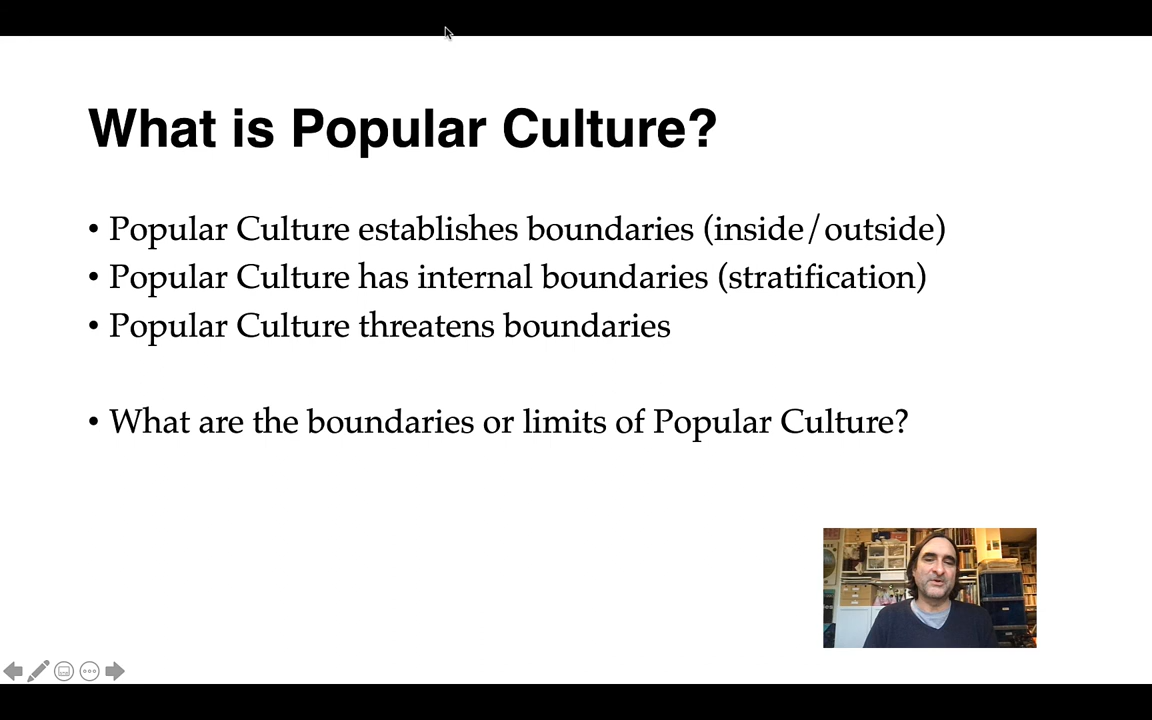 What is Popular Culture?
• Popular Culture establishes boundaries (inside/outside)
• Popular Culture has internal boundaries (stratification)
• Popular Culture threatens boundaries
• What are the boundaries or limits of Popular Culture?